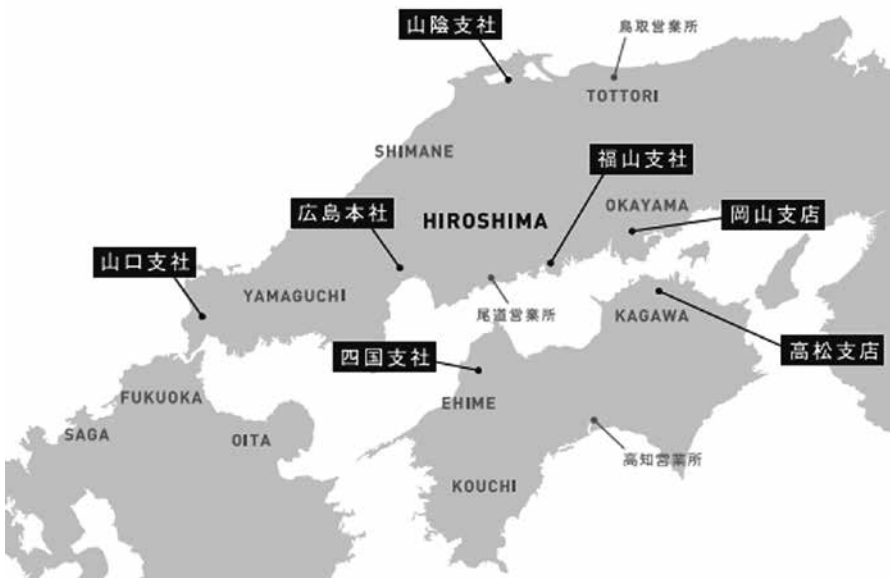 山陰支社
鳥取営業所
TOTTORI
SHIMANE
福山支社
OKAYAMA
広島本社
HIROSHIMA
岡山支店
山口支社
YAMAGUCHI
尾道営業所
KAGAWA
四国支社
高松支店
FUKUOKA
EHIME
SAGA
OITA
高知営業所
KOUCHI